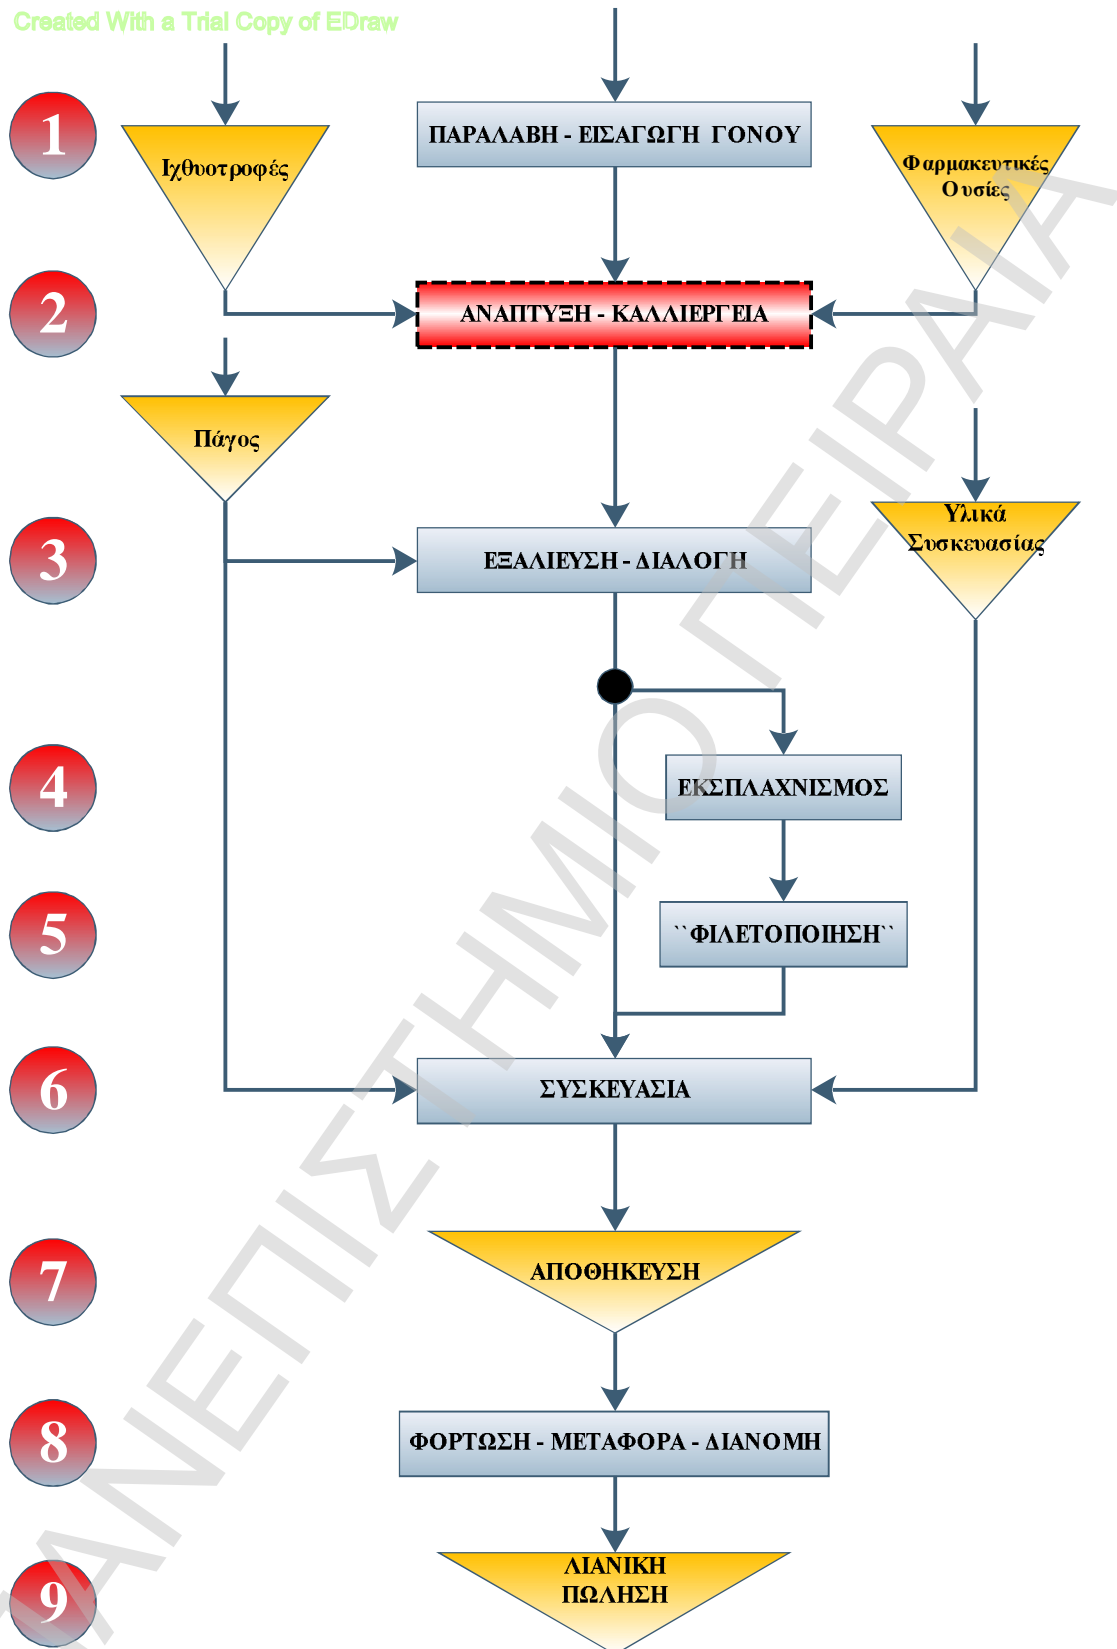 Created With a Trial Copy of EDraw
1
Ιχθυοτροφές
ΠΑΡΑΛΑΒΗ - ΕΙΣΑΓΩΓΗ ΓΟΝΟΥ
Φαρμακευτικές
Ουσίες
2
ΑΝΑΠΤΥΞΗ - ΚΑΛΛΙΕΡΓΕΙΑ
Πάγος
Υλικά
Συσκευασίας
3
ΕΞΑΛΙΕΥΣΗ - ΔΙΑΛΟΓΗ
4
ΕΚΣΠΛΑΧΝΙΣΜΟΣ
5
``ΦΙΛΕΤΟΠΟΙΗΣΗ``
6
ΣΥΣΚΕΥΑΣΙΑ
7
ΑΠΟΘΗΚΕΥΣΗ
8
ΦΟΡΤΩΣΗ - ΜΕΤΑΦΟΡΑ - ΔΙΑΝΟΜΗ
9
ΛΙΑΝΙΚΗ
ΠΩΛΗΣΗ
ΠΑΝΕΠΙΣΤΗΜΙΟ ΠΕΙΡΑΙΑ